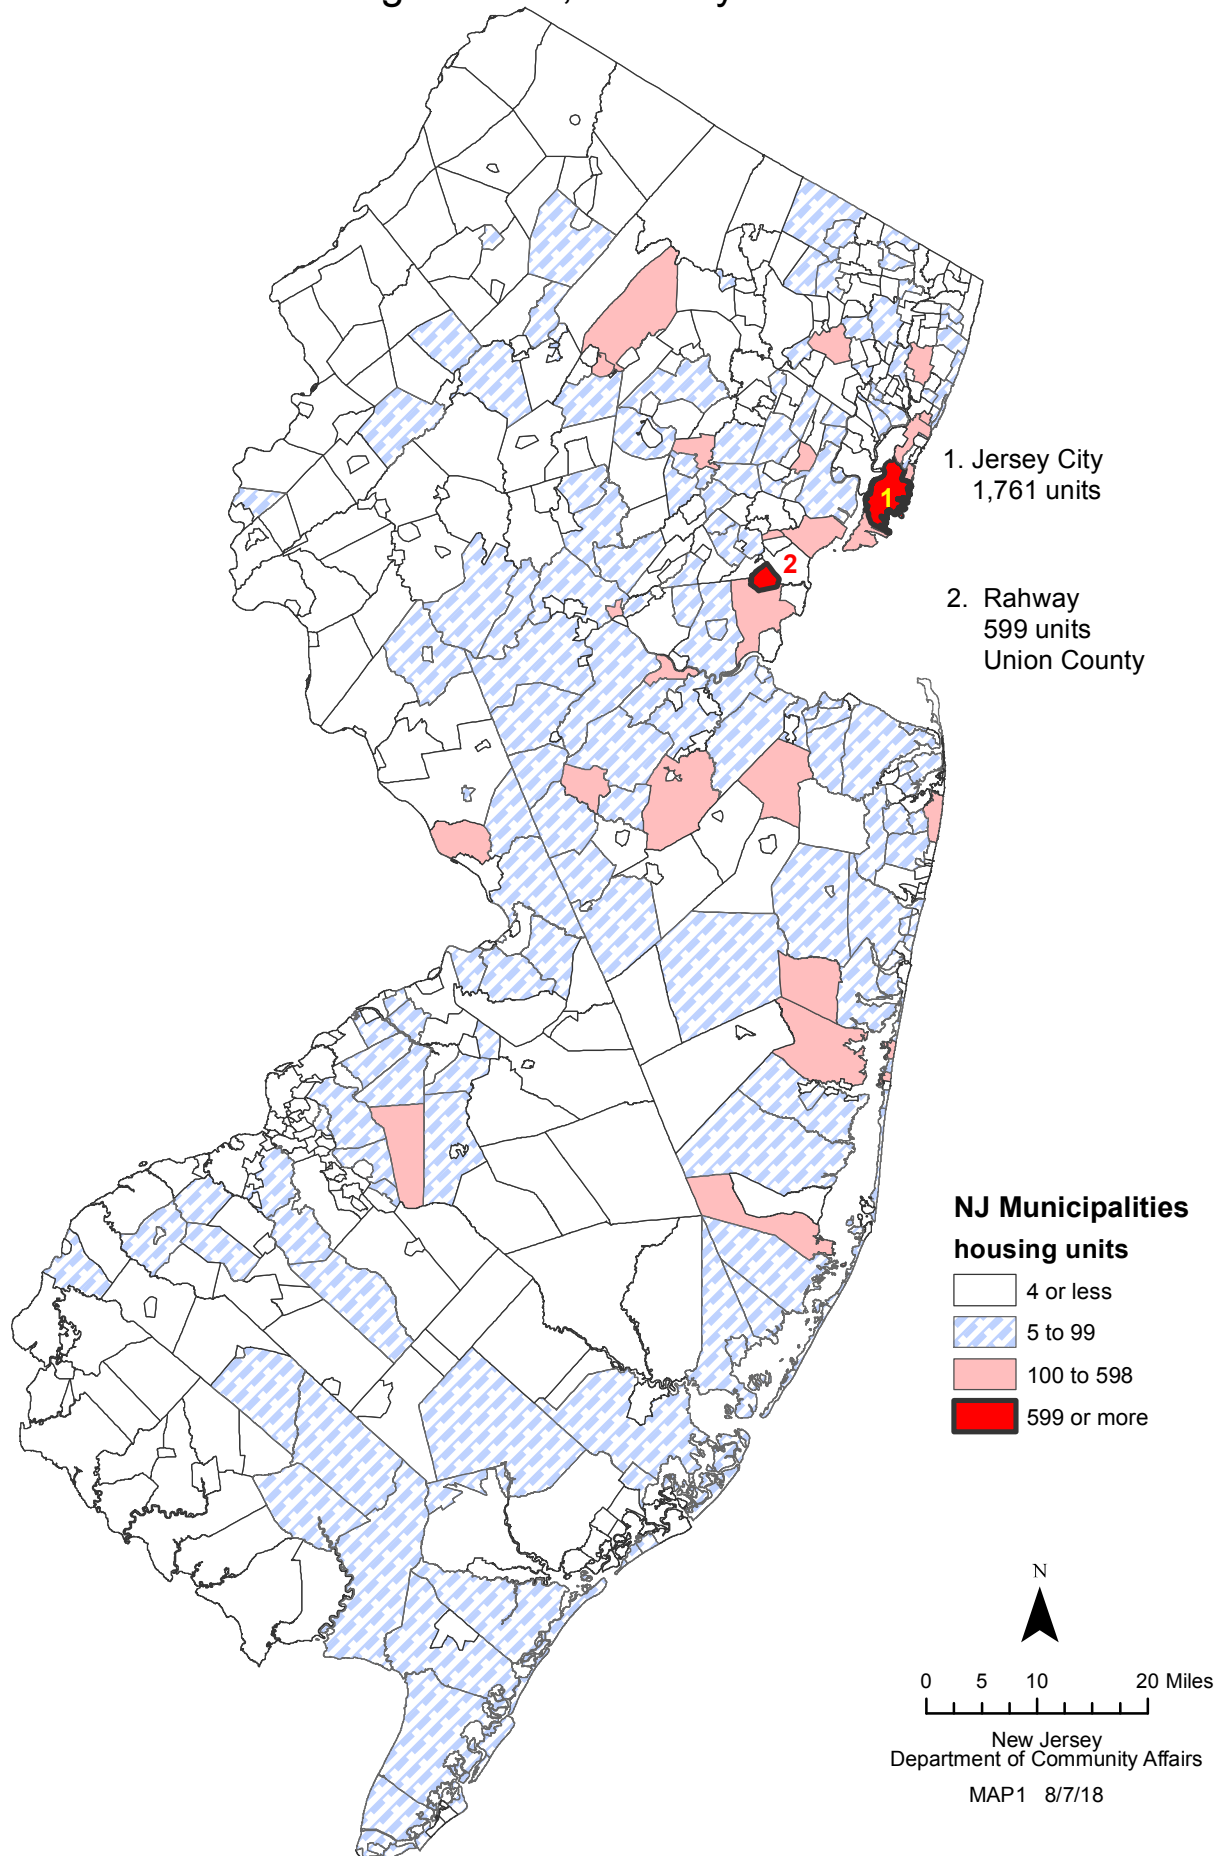 1. Jersey City
1,761 units
1
2
2. Rahway
599 units
Union County
NJ Municipalities
housing units
4 or less
5 to 99
100 to 598
599 or more
N
0 5 10 20 Miles
New Jersey
Department of Community Affairs
MAP1 8/7/18